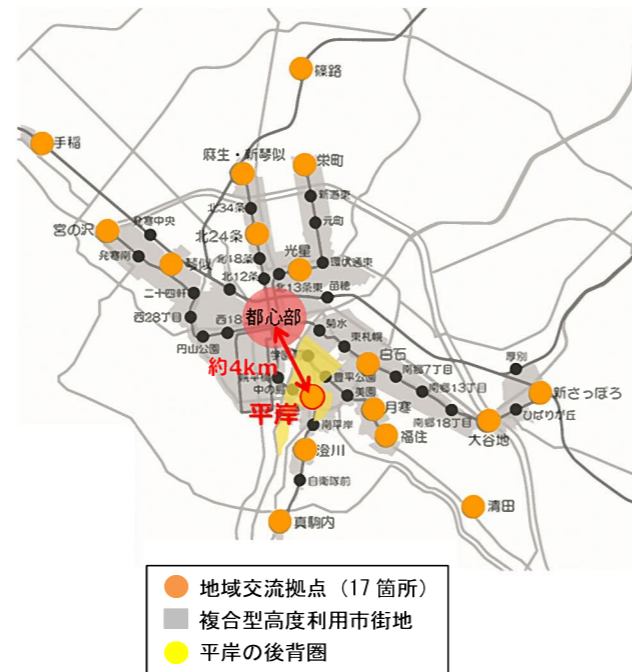 篠路
手稲
麻生・新琴似
栄町
新道東
北34条
元町
宮の沢
発寒中央
北24条
発寒南
琴似
北18条
光星
環状通東
北12条
北13条東
苗穂
二十四軒
都心部
西28丁目
西18
菊水
円山公園
東札幌
学園前
白石
厚別
約4km
豊平公園
南郷7丁目
中の島
美園
南郷13丁目
新さっぽろ
平岸
月寒
ひばりが丘
南平岸
福住
南郷18丁目
大谷地
澄川
自衛隊前
清田
真駒内
地域交流拠点（17箇所）
複合型高度利用市街地
平岸の後背圏